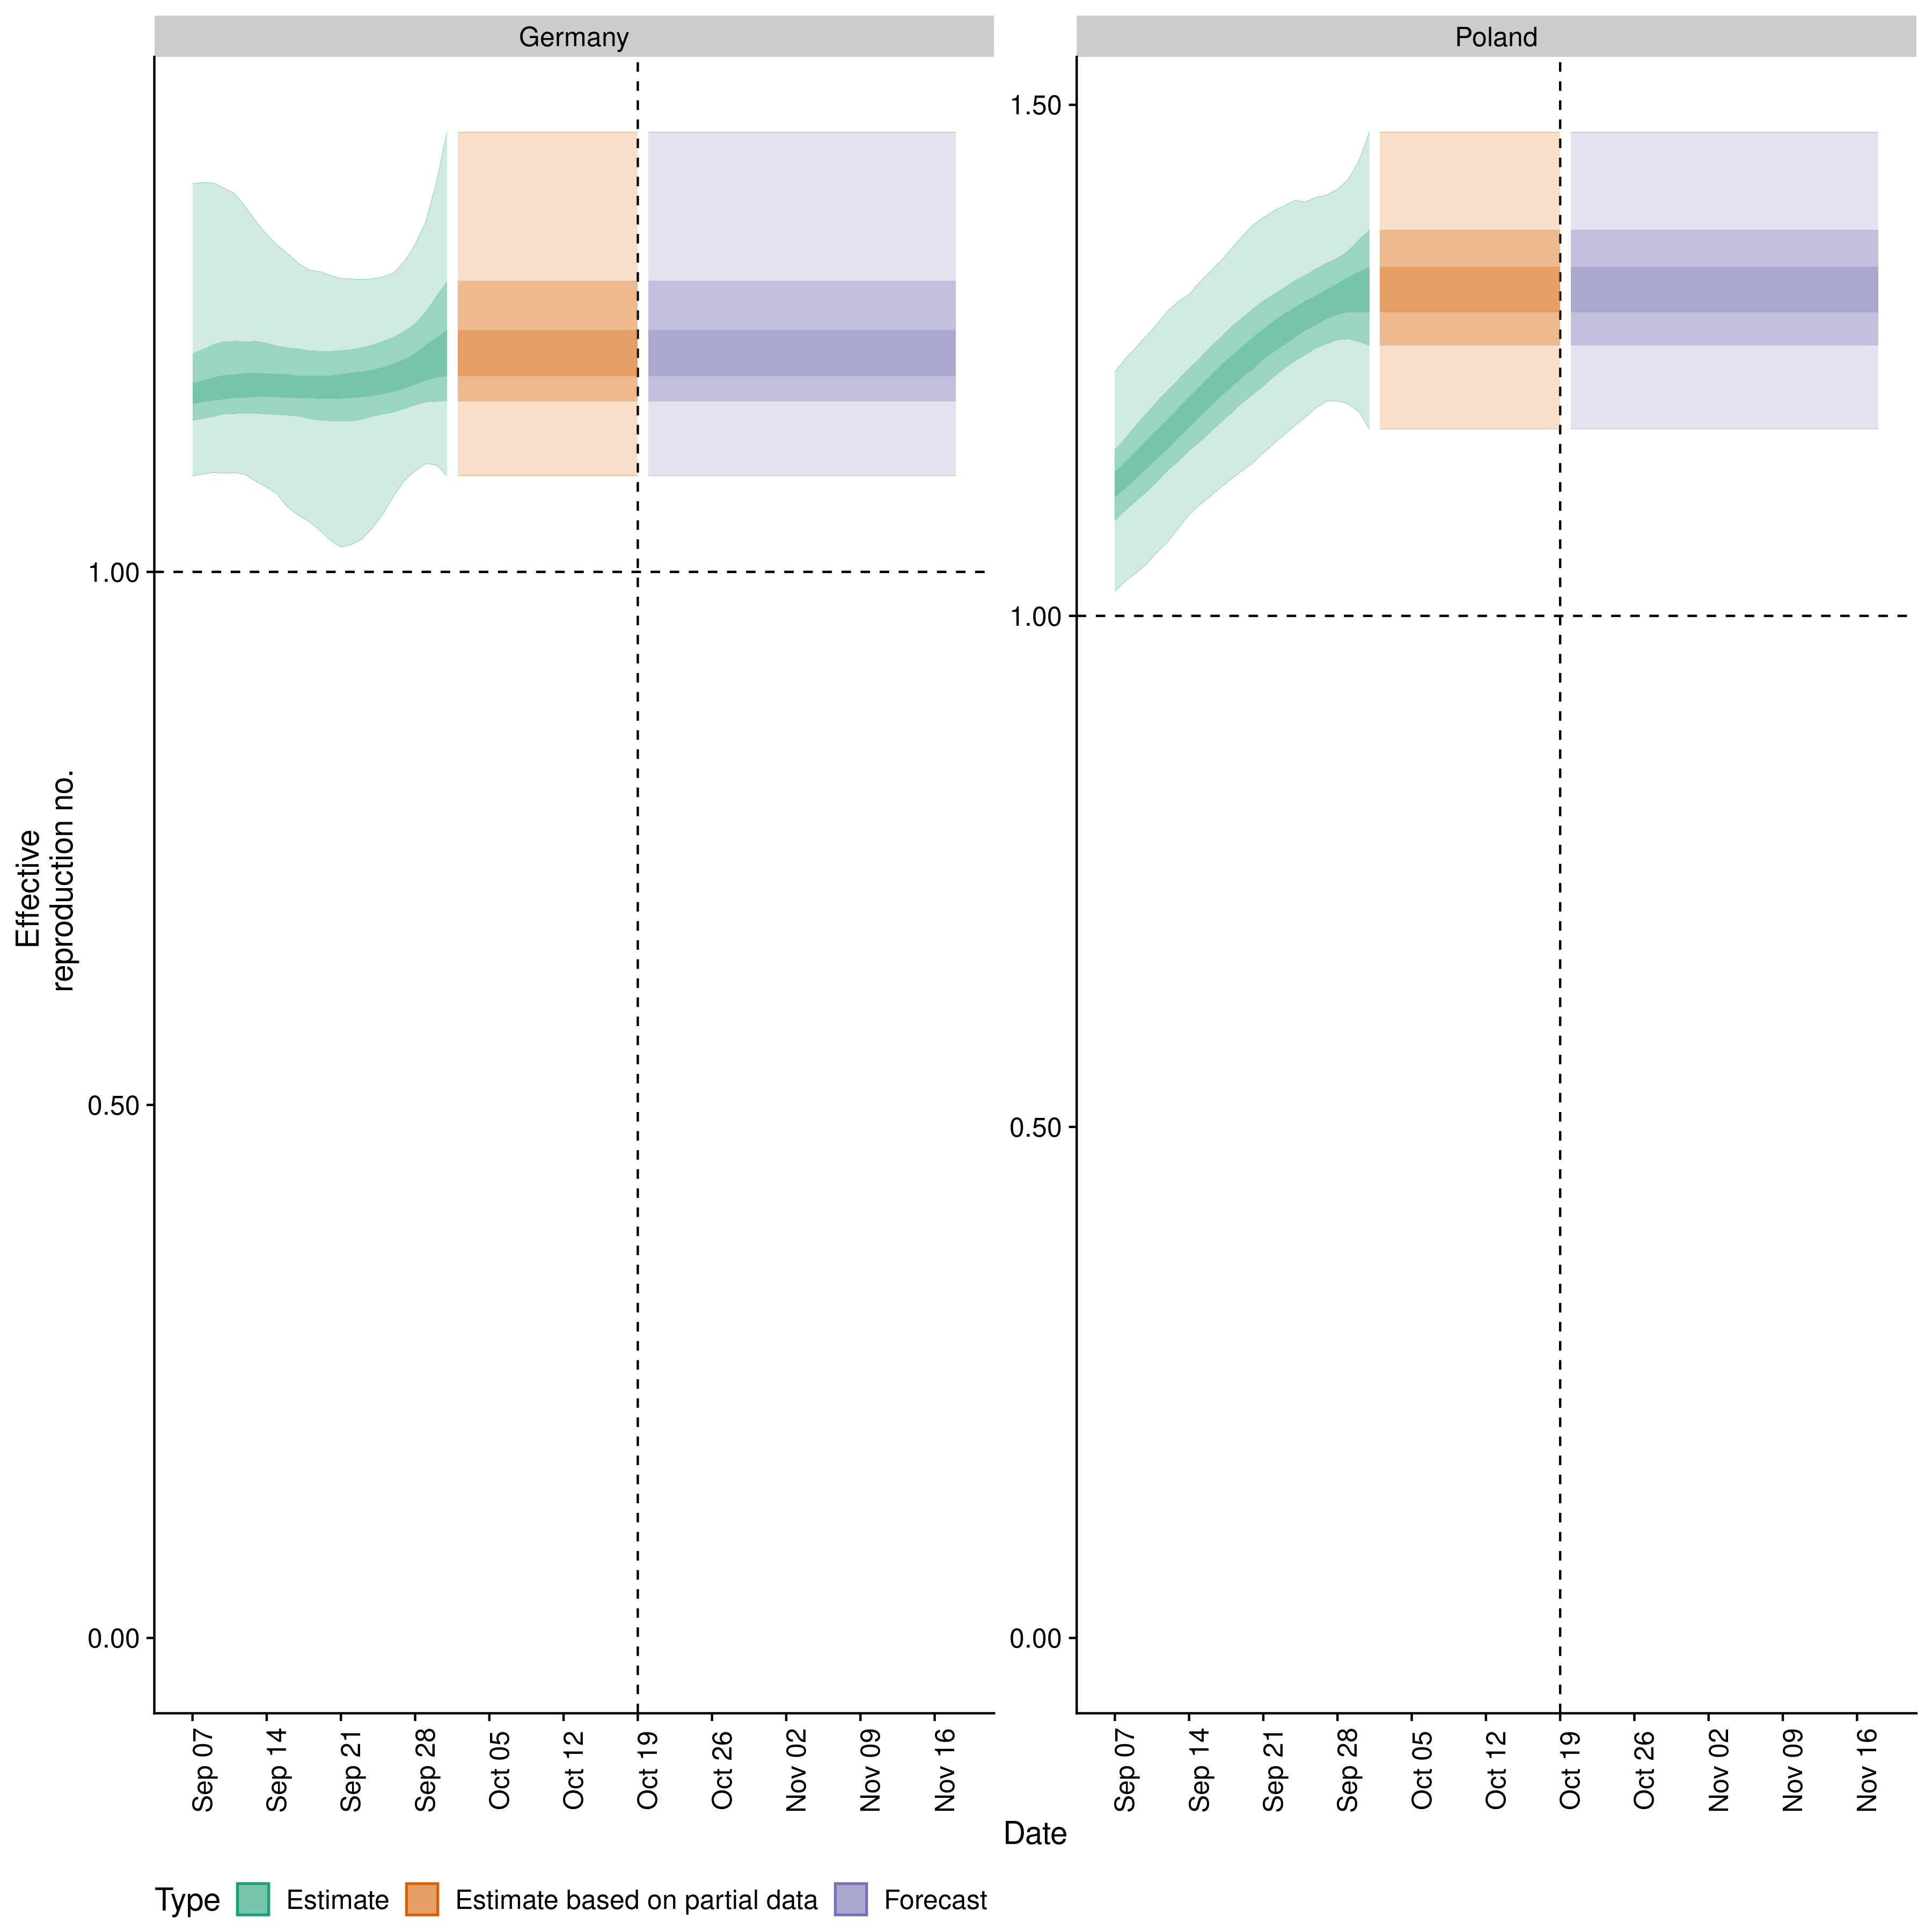 Germany
Poland
Effective
reproduction no.
1.00
0.50
0.00
1.50
1.00
0.50
0.00
Sep 07
Sep 14
Sep 21
Sep 28
Oct 05
Oct 12
Oct 19
Oct 26
Nov 02
Nov 09
Nov 16
Sep 07
Sep 14
Sep 21
Sep 28
Oct 05
Oct 12
Oct 19
Oct 26
Nov 02
Nov 09
Nov 16
Date
Type Estimate Estimate based on partial data Forecast